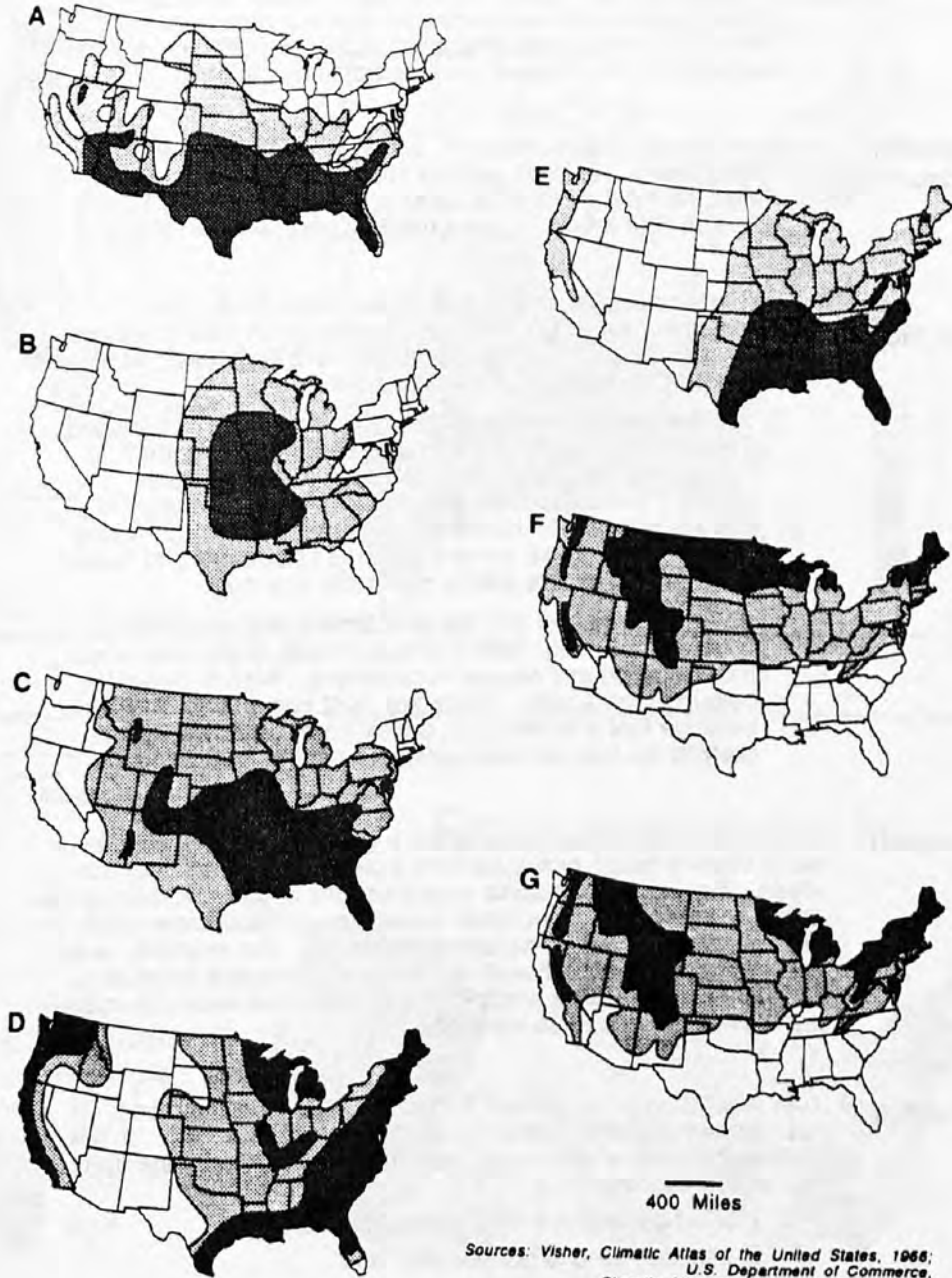 A
E
B
F
C
G
D
400 Miles
Sources: Visher, Climatic Atlas of the United States, 1966;
U.S. Department of Commerce,